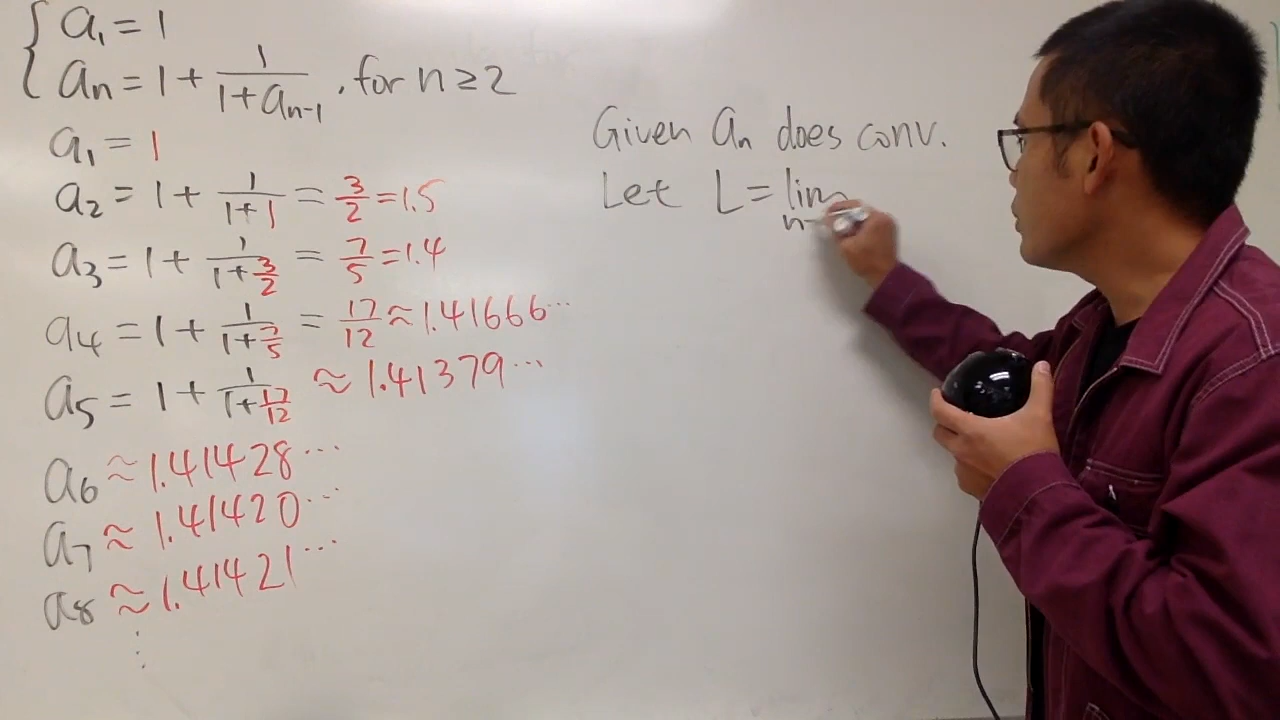 a₁ = 1
aₙ = 1 + 1/(1+aₙ₋₁), for n ≥ 2
a₁ = 1
a₂ = 1 + 1/(1+1) = 3/2 = 1.5
a₃ = 1 + 1/(1+3/2) = 7/5 = 1.4
a₄ = 1 + 1/(1+7/5) = 17/12 ≈ 1.41666...
a₅ = 1 + 1/(1+17/12) ≈ 1.41379...
a₆ ≈ 1.41428...
a₇ ≈ 1.41420...
a₈ ≈ 1.41421...
⋮
Given aₙ does conv.
Let L = lim
n